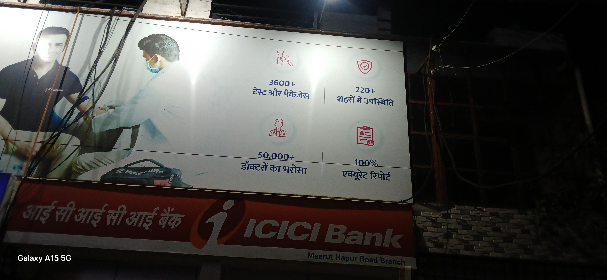 3600+
टेस्ट और पैकेजेस
220+
शहरों में उपस्थिति
50,000+
डॉक्टरों का भरोसा
100%
एक्यूरेट रिपोर्ट
आई सी आई सी आई बैंक
ICICI Bank
Meerut Hapur Road Branch
Galaxy A15 5G